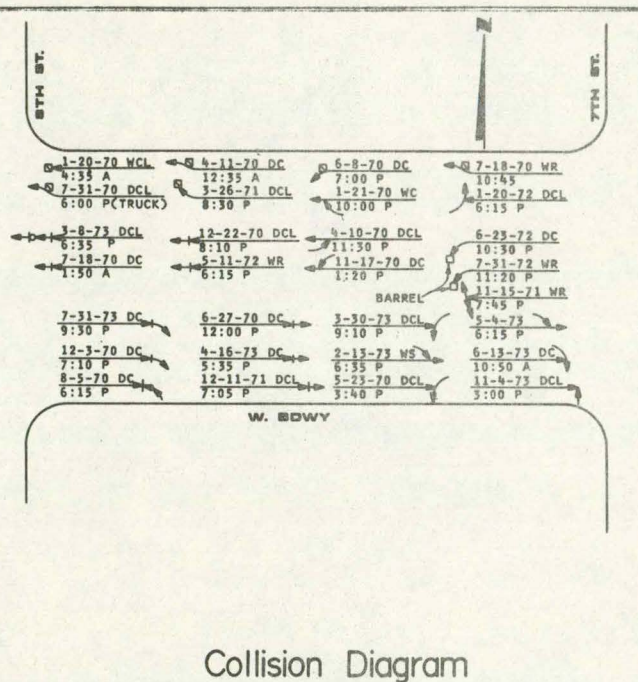 N
8TH ST.
7TH ST.
1-20-70 WCL 4-11-70 DC 6-8-70 DC 7-18-70 WR
4:35 A 12:35 A 7:00 P 10:45
7-31-70 DCL 3-26-71 DCL 1-21-70 WC 1-20-72 DCL
6:00 P(TRUCK) 8:30 P 10:00 P 6:15 P
3-8-73 DCL 12-22-70 DCL 4-10-70 DCL 6-23-72 DC
6:35 P 8:10 P 11:30 P 10:30 P
7-18-70 DC 5-11-72 WR 11-17-70 DC 7-31-72 WR
1:50 A 6:15 P 1:20 P 11:20 P
BARREL 11-15-71 WR
7:45 P
7-31-73 DC 6-27-70 DC 3-30-73 DCL 5-4-73
9:30 P 12:00 P 9:10 P 6:15 P
12-3-70 DC 4-16-73 DC 2-13-73 WS 6-13-73 DC
7:10 P 5:35 P 6:35 P 10:50 A
8-5-70 DC 12-11-71 DCL 5-23-70 DCL 11-4-73 DCL
6:15 P 7:05 P 3:40 P 3:00 P
W. BDWY
Collision Diagram